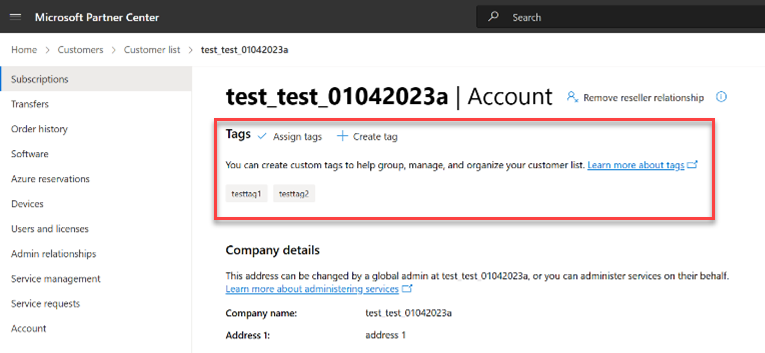 Microsoft Partner Center
Search
Home > Customers > Customer list > test_test_01042023a
Subscriptions
Transfers
Order history
Software
Azure reservations
Devices
Users and licenses
Admin relationships
Service management
Service requests
Account
test_test_01042023a | Account
Remove reseller relationship
Tags
Assign tags
Create tag
You can create custom tags to help group, manage, and organize your customer list. Learn more about tags
testtag1
testtag2
Company details
This address can be changed by a global admin at test_test_01042023a, or you can administer services on their behalf.
Learn more about administering services
Company name: test_test_01042023a
Address 1: address 1